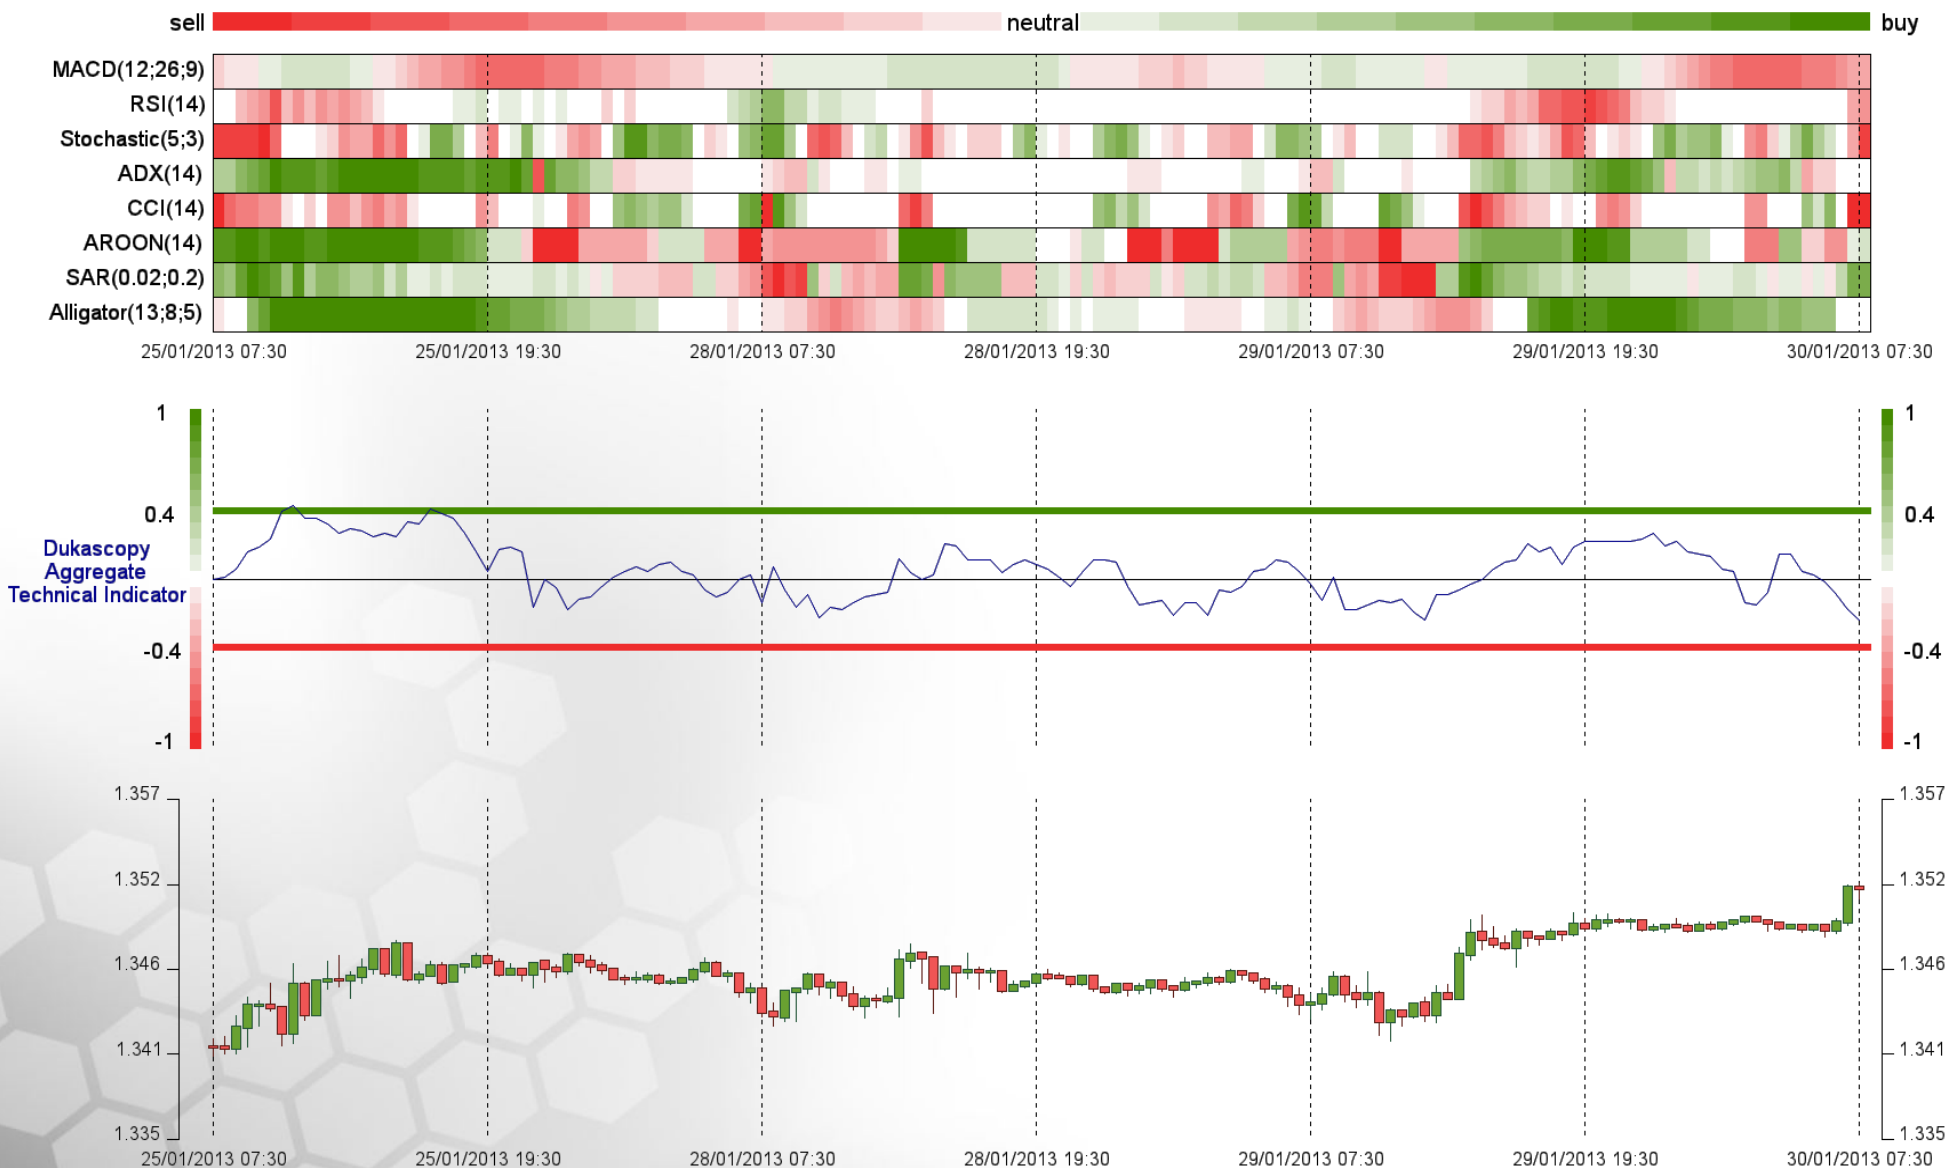 sell neutral buy
MACD(12;26;9)
RSI(14)
Stochastic(5;3)
ADX(14)
CCI(14)
AROON(14)
SAR(0.02;0.2)
Alligator(13;8;5)
25/01/2013 07:30 25/01/2013 19:30 28/01/2013 07:30 28/01/2013 19:30 29/01/2013 07:30 29/01/2013 19:30 30/01/2013 07:30
1 1
0.4 0.4
Dukascopy
Aggregate
Technical Indicator
-0.4 -0.4
-1 -1
1.357 1.357
1.352 1.352
1.346 1.346
1.341 1.341
1.335 1.335
25/01/2013 07:30 25/01/2013 19:30 28/01/2013 07:30 28/01/2013 19:30 29/01/2013 07:30 29/01/2013 19:30 30/01/2013 07:30